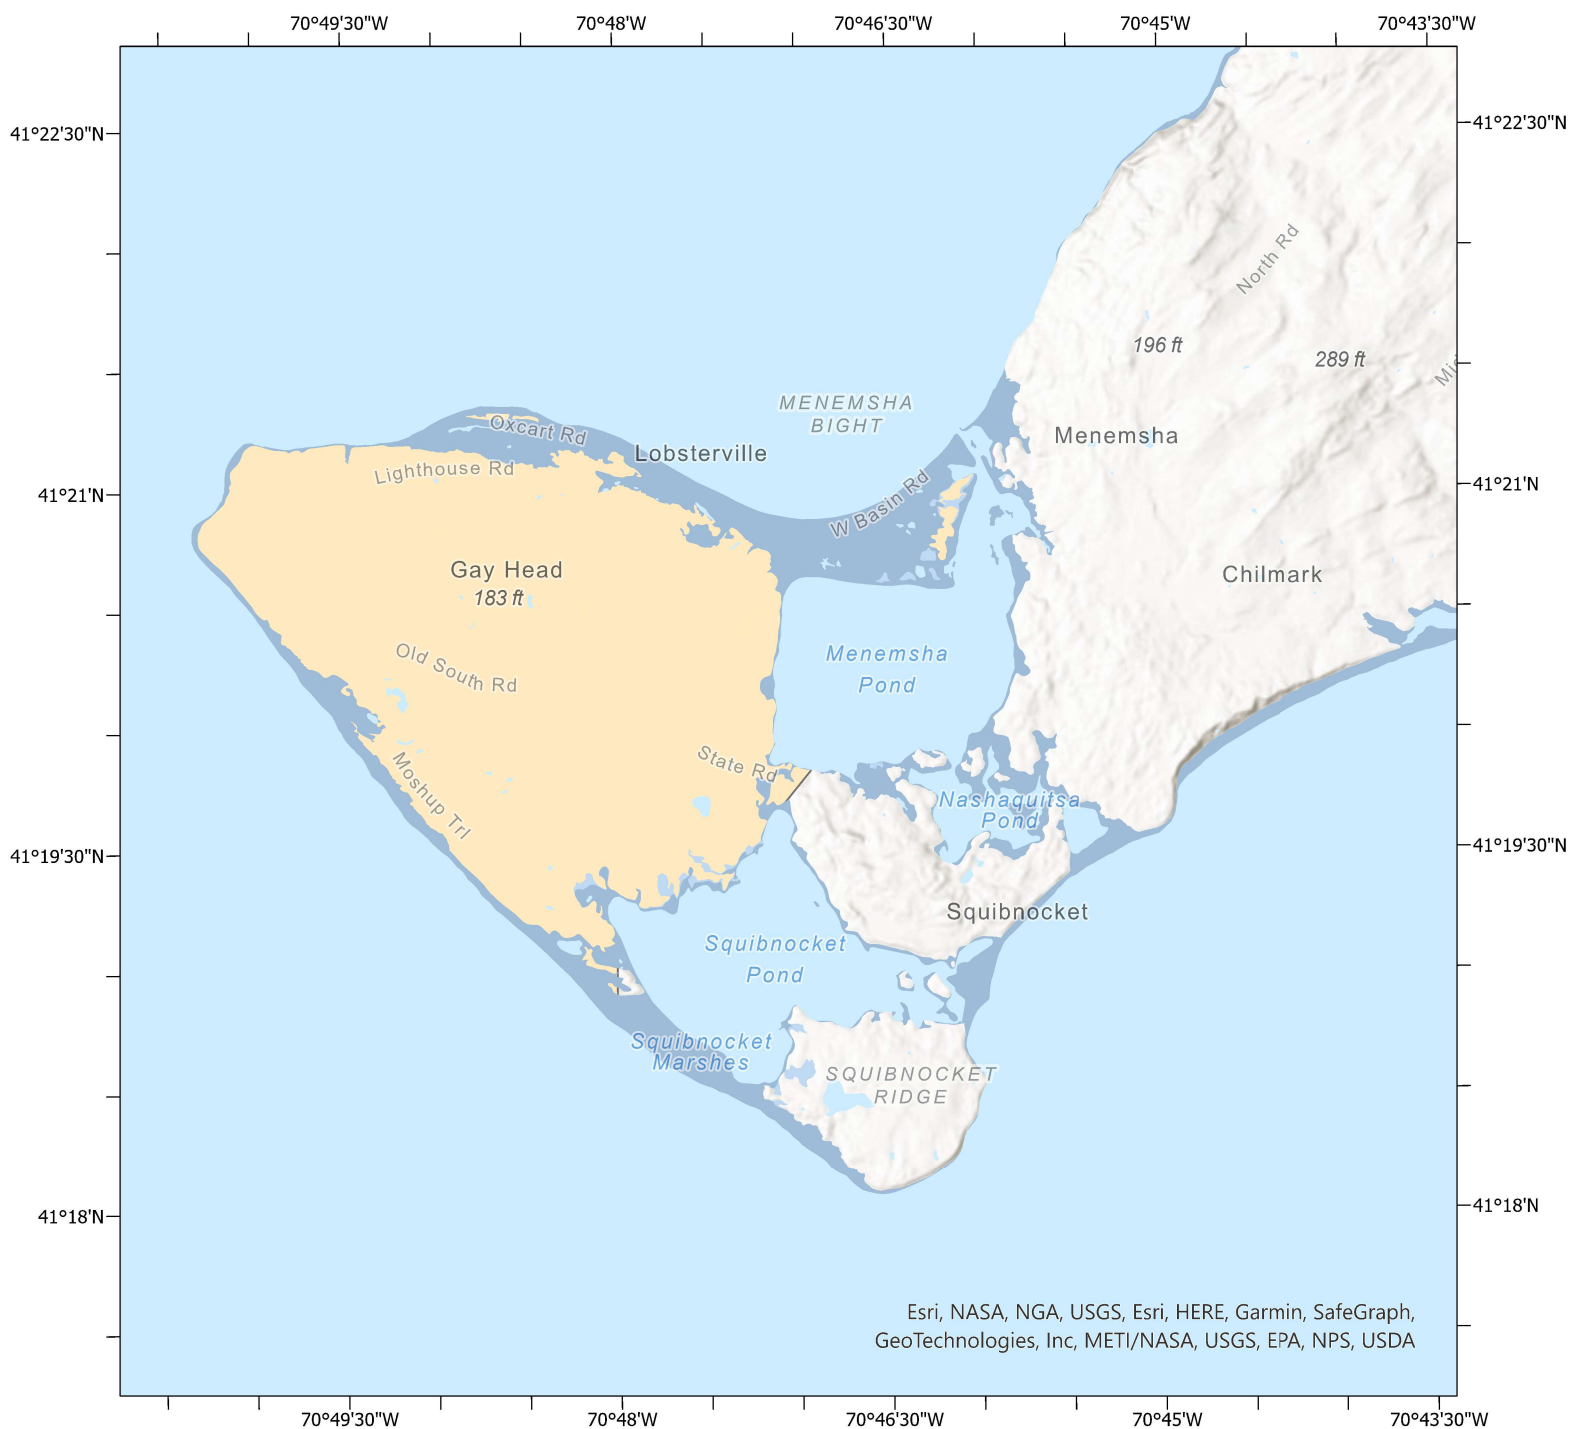 70°49'30"W
70°48'W
70°46'30"W
70°45'W
70°43'30"W
41°22'30"N
41°22'30"N
North Rd
196 ft
289 ft
MENEMSHA
BIGHT
Oxcart Rd
Lobsterville
Menemsha
Lighthouse Rd
41°21'N
W Basin Rd
41°21'N
Gay Head
183 ft
Chilmark
Old South Rd
Menemsha
Pond
State Rd
Moshup Trl
Nashaquitsa
Pond
41°19'30"N
41°19'30"N
Squibnocket
Squibnocket
Pond
Squibnocket
Marshes
SQUIBNOCKET
RIDGE
41°18'N
41°18'N
Esri, NASA, NGA, USGS, Esri, HERE, Garmin, SafeGraph,
GeoTechnologies, Inc, METI/NASA, USGS, EPA, NPS, USDA
70°49'30"W
70°48'W
70°46'30"W
70°45'W
70°43'30"W